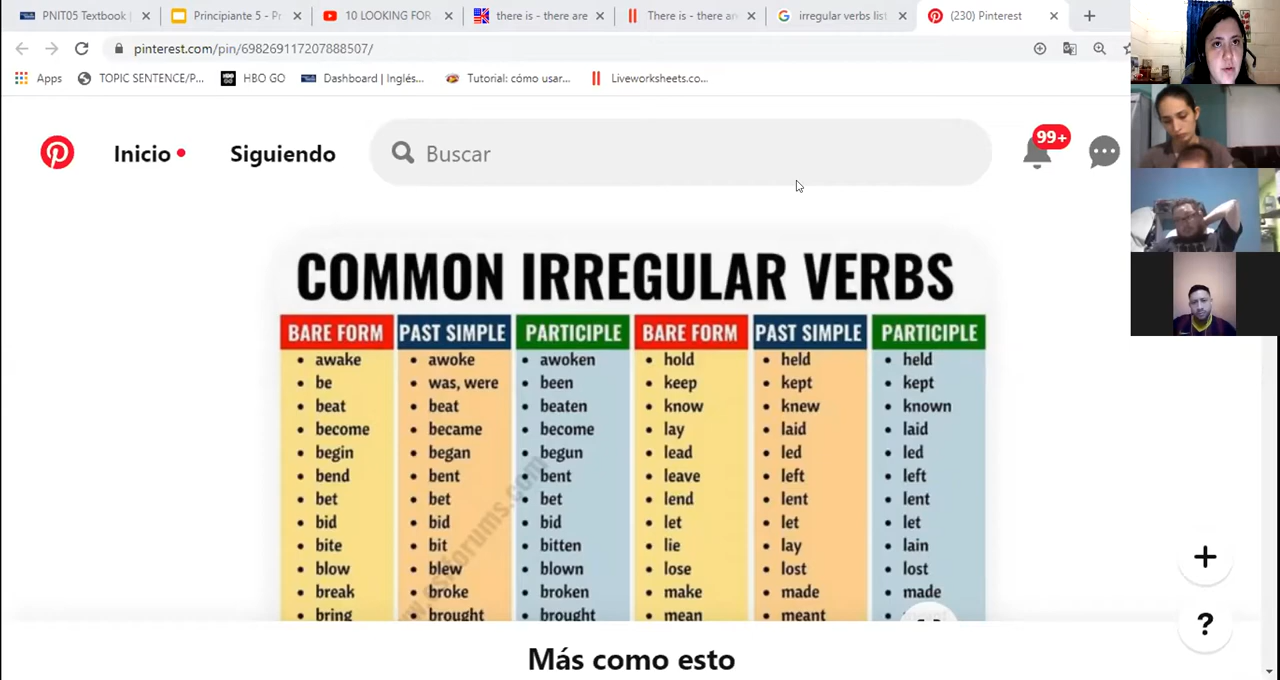 PNIT05 Textbook |
Principiante 5 - P
10 LOOKING FOR
there is - there are
There is - there an
irregular verbs list
(230) Pinterest
pinterest.com/pin/698269117207888507/
Apps
TOPIC SENTENCE/P...
HBO GO
Dashboard | Inglés...
Tutorial: cómo usar...
Liveworksheets.co...
Inicio
Siguiendo
Buscar
99+
COMMON IRREGULAR VERBS
BARE FORM PAST SIMPLE PARTICIPLE BARE FORM PAST SIMPLE PARTICIPLE
• awake • awoke • awoken • hold • held • held
• be • was, were • been • keep • kept • kept
• beat • beat • beaten • know • knew • known
• become • became • become • lay • laid • laid
• begin • began • begun • lead • led • led
• bend • bent • bent • leave • left • left
• bet • bet • bet • lend • lent • lent
• bid • bid • bid • let • let • let
• bite • bit • bitten • lie • lay • lain
• blow • blew • blown • lose • lost • lost
• break • broke • broken • make • made • made
• bring • brought • brought • mean • meant
+
?
Más como esto